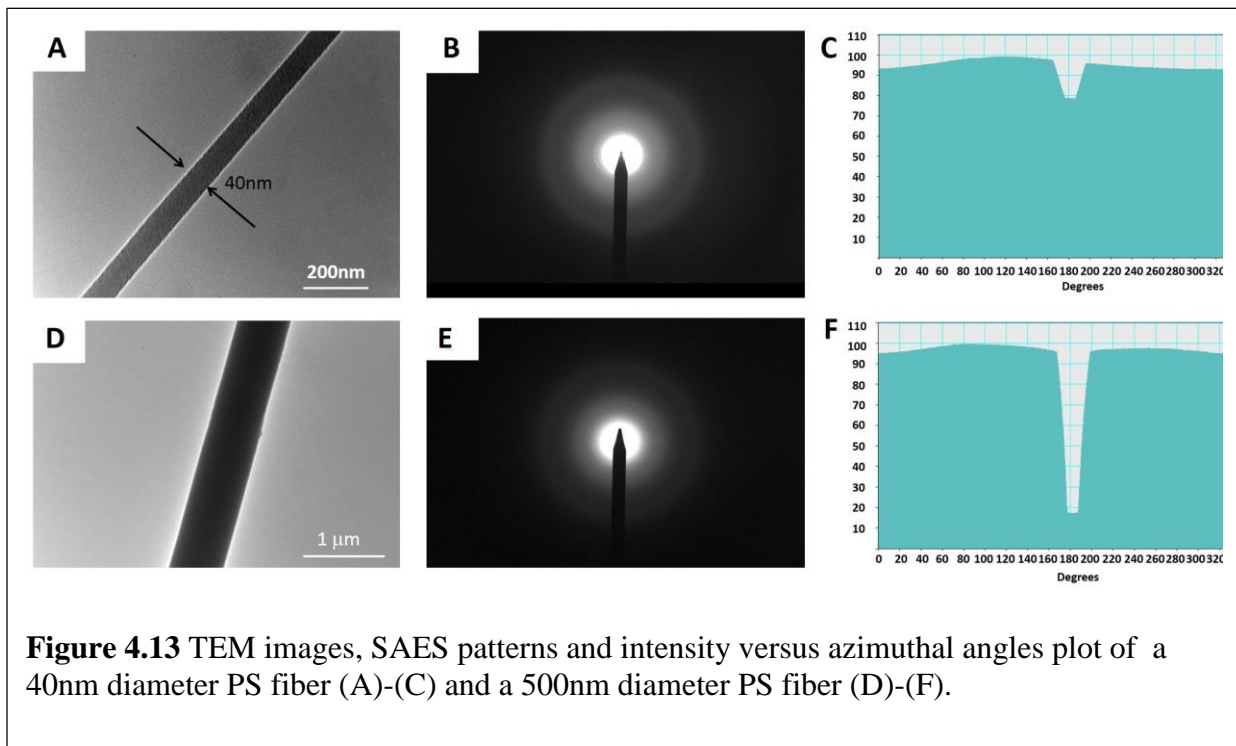 A
40nm
200nm
B
C
110
100
90
80
70
60
50
40
30
20
10
0 20 40 60 80 100 120 140 160 180 200 220 240 260 280 300 320
Degrees
D
1 μm
E
F
110
100
90
80
70
60
50
40
30
20
10
0 20 40 60 80 100 120 140 160 180 200 220 240 260 280 300 320
Degrees
Figure 4.13 TEM images, SAES patterns and intensity versus azimuthal angles plot of a
40nm diameter PS fiber (A)-(C) and a 500nm diameter PS fiber (D)-(F).